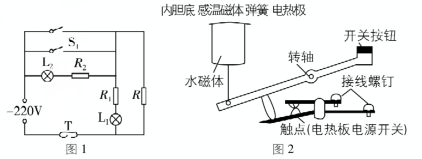 内胆底 感温磁体 弹簧 电热极
S₁
L₂ R₂
R₁ R
L₁
~220V
T
图1
水磁体
转轴
开关按钮
接线螺钉
触点(电热板电源开关)
图2